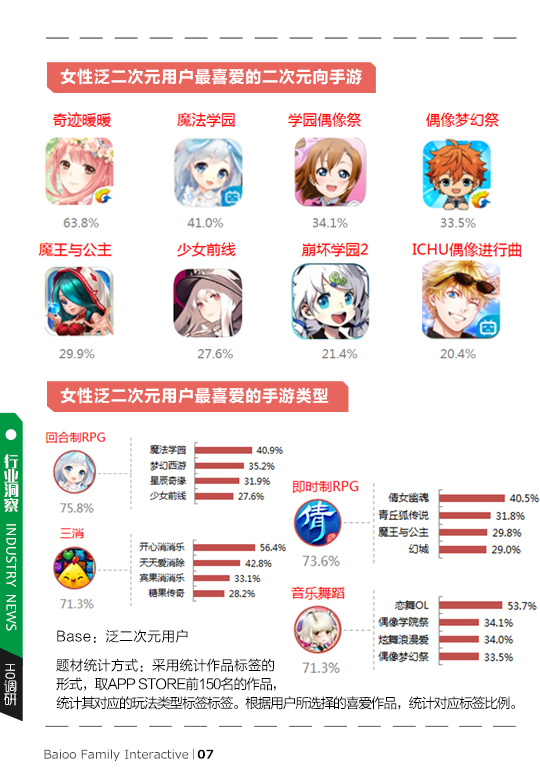 女性泛二次元用户最喜爱的二次元向手游
奇迹暖暖 魔法学园 学园偶像祭 偶像梦幻祭
63.8% 41.0% 34.1% 33.5%
魔王与公主 少女前线 崩坏学园2 ICHU偶像进行曲
29.9% 27.6% 21.4% 20.4%
女性泛二次元用户最喜爱的手游类型
回合制RPG
75.8%
魔法学园 40.9%
梦幻西游 35.2%
星辰奇缘 31.9%
少女前线 27.6%
即时制RPG
倩
73.6%
倩女幽魂 40.5%
青丘狐传说 31.8%
魔王与公主 29.8%
幻城 29.0%
三消
71.3%
开心消消乐 56.4%
天天爱消除 42.8%
宾果消消乐 33.1%
糖果传奇 28.2%
音乐舞蹈
71.3%
恋舞OL 53.7%
偶像学院祭 34.1%
炫舞浪漫爱 34.0%
偶像梦幻祭 33.5%
Base：泛二次元用户
题材统计方式：采用统计作品标签的
形式，取APP STORE前150名的作品，
统计其对应的玩法类型标签标签。根据用户所选择的喜爱作品，统计对应标签比例。
行业洞察 INDUSTRY NEWS
HO调研
Baioo Family Interactive | 07